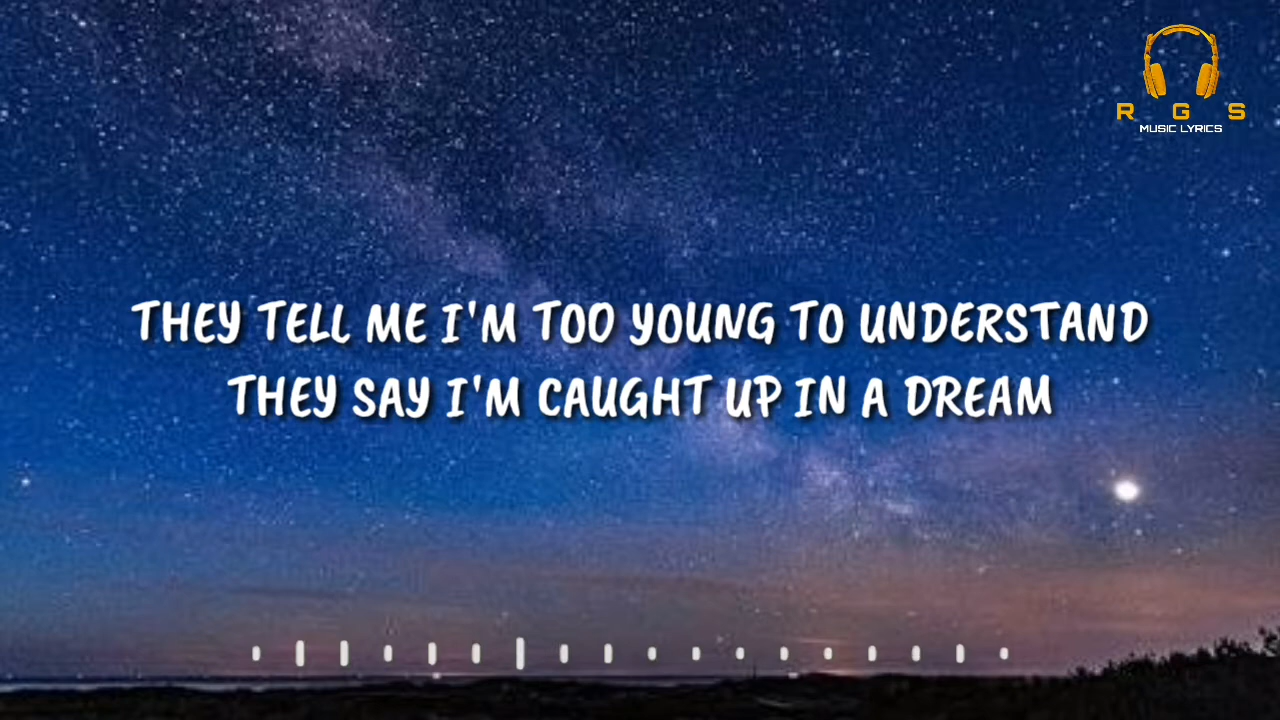 R G S
MUSIC LYRICS
THEY TELL ME I'M TOO YOUNG TO UNDERSTAND
THEY SAY I'M CAUGHT UP IN A DREAM